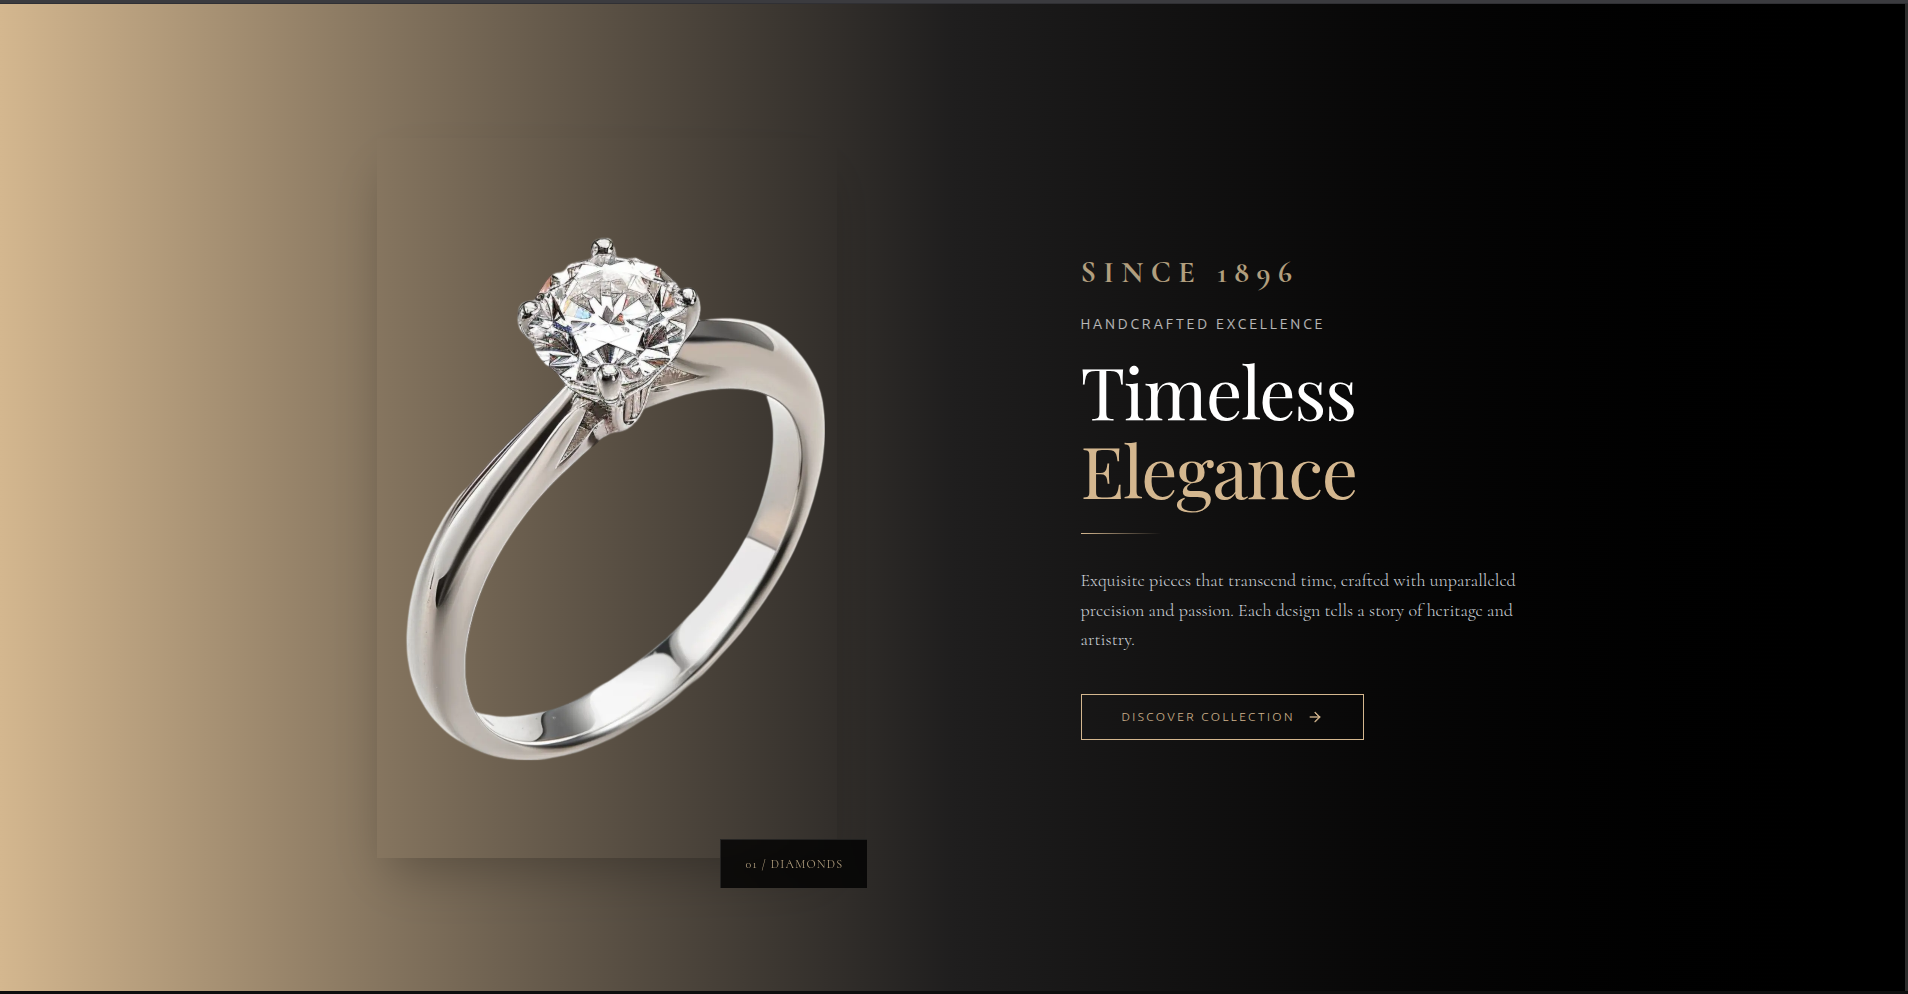 SINCE 1896
HANDCRAFTED EXCELLENCE
Timeless
Elegance
Exquisite pieces that transcend time, crafted with unparalleled
precision and passion. Each design tells a story of heritage and
artistry.
DISCOVER COLLECTION →
01 / DIAMONDS